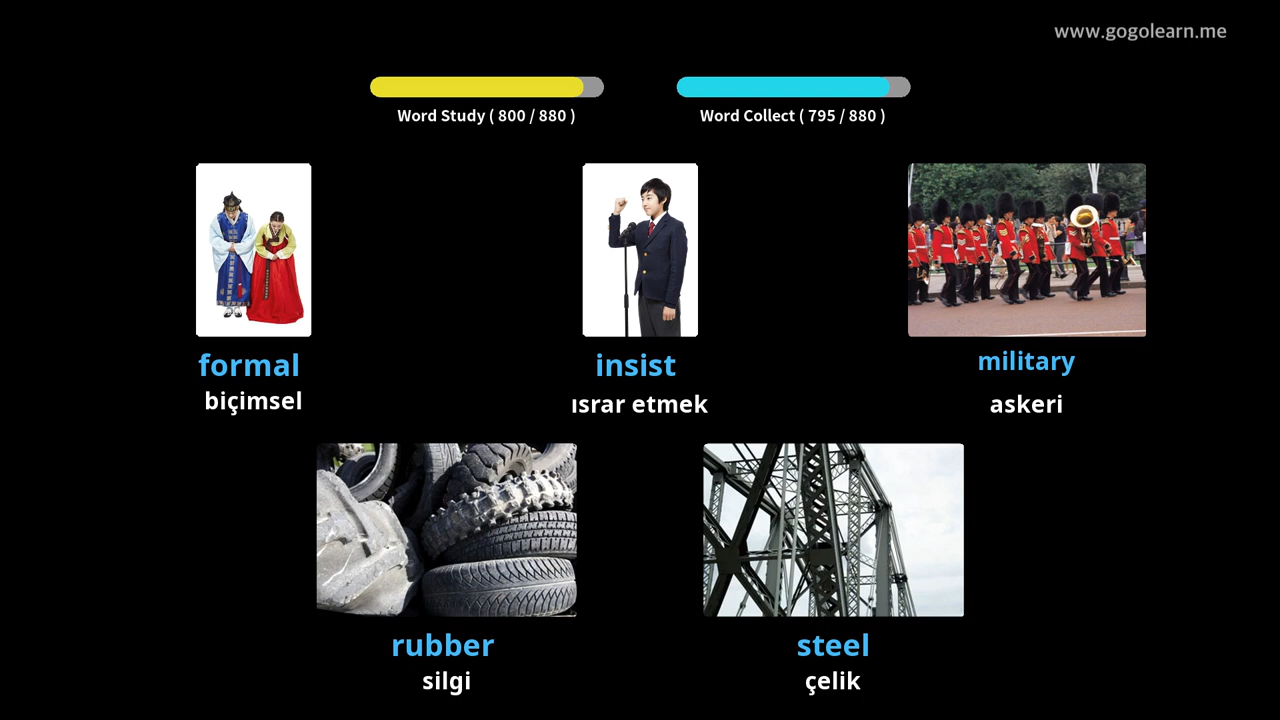 www.gogolearn.me
Word Study ( 800 / 880 )
Word Collect ( 795 / 880 )
formal
biçimsel
insist
ısrar etmek
military
askeri
rubber
silgi
steel
çelik